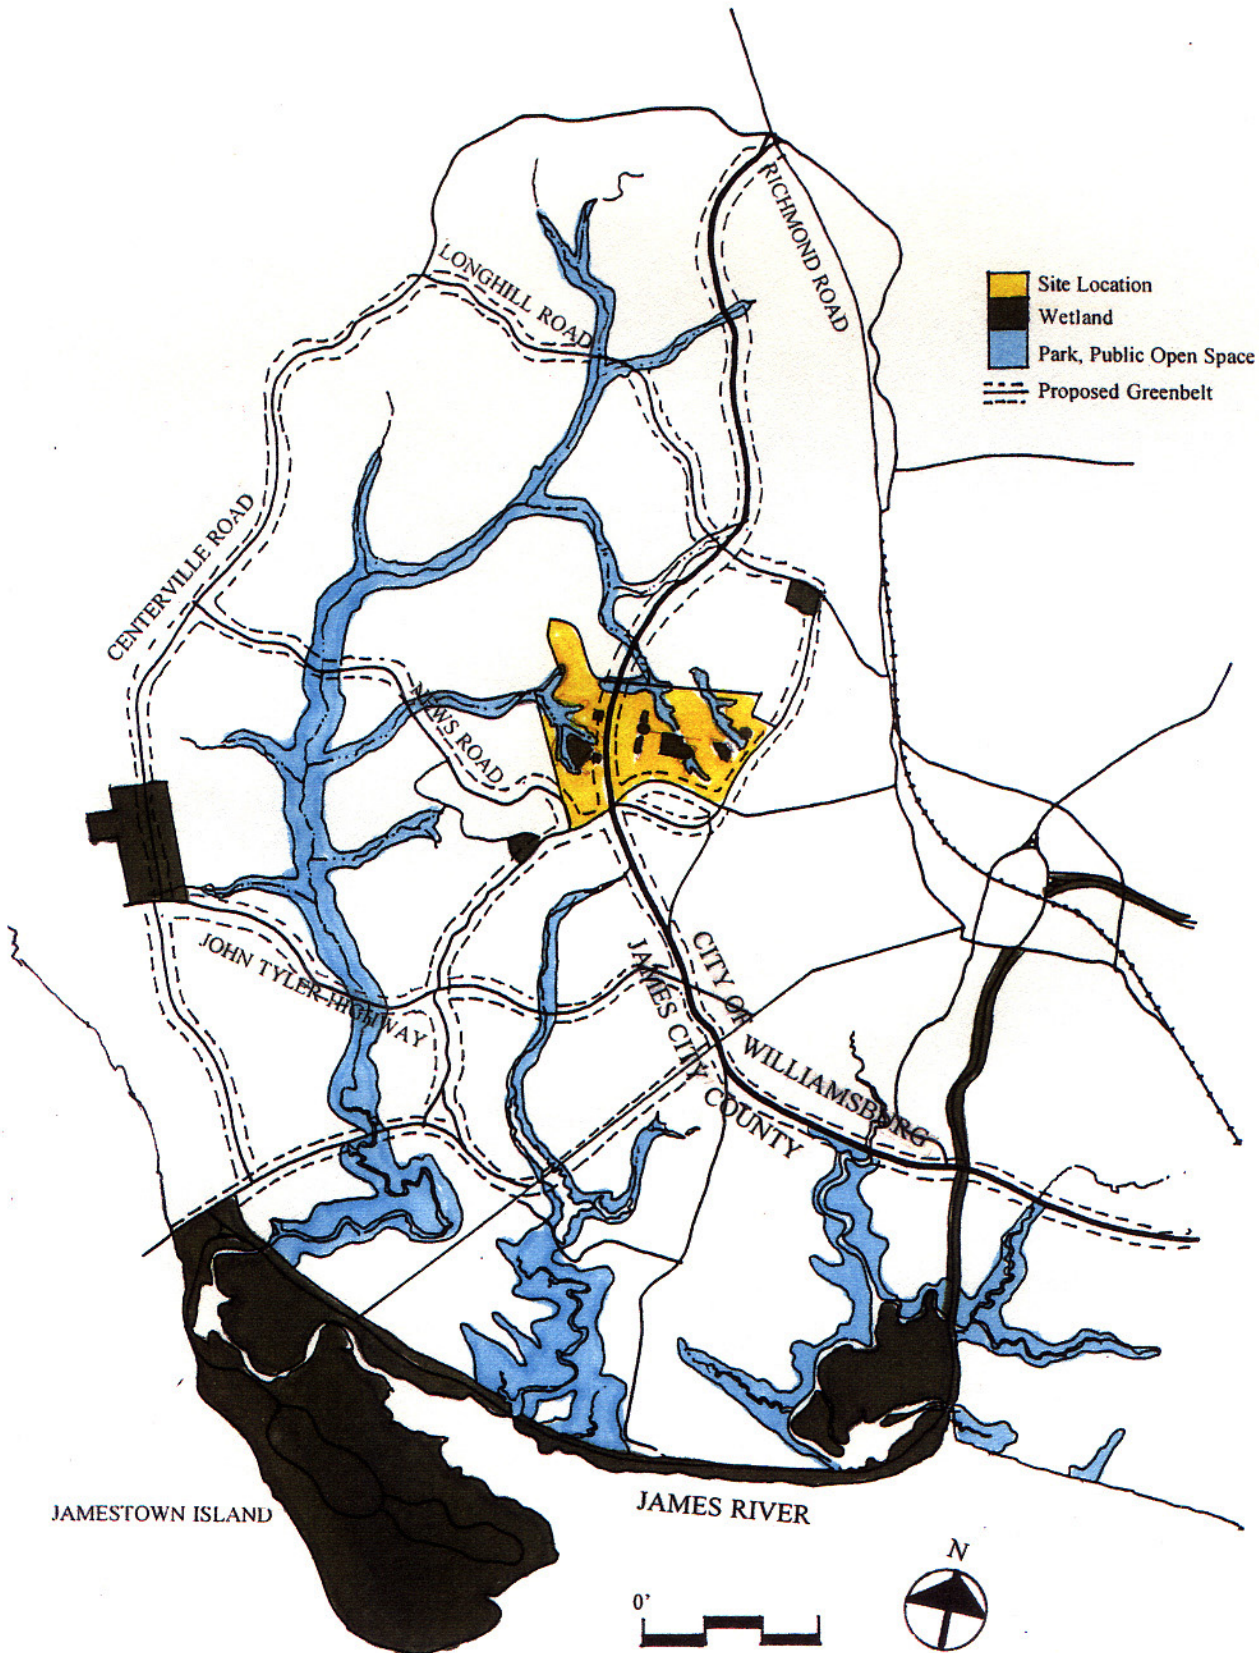 RICHMOND ROAD
LONGHILL ROAD
Site Location
Wetland
Park, Public Open Space
Proposed Greenbelt
CENTERVILLE ROAD
NEWS ROAD
JOHN TYLER HIGHWAY
CITY OF
WILLIAMSBURG
JAMES CITY
COUNTY
JAMESTOWN ISLAND
JAMES RIVER
N
0'